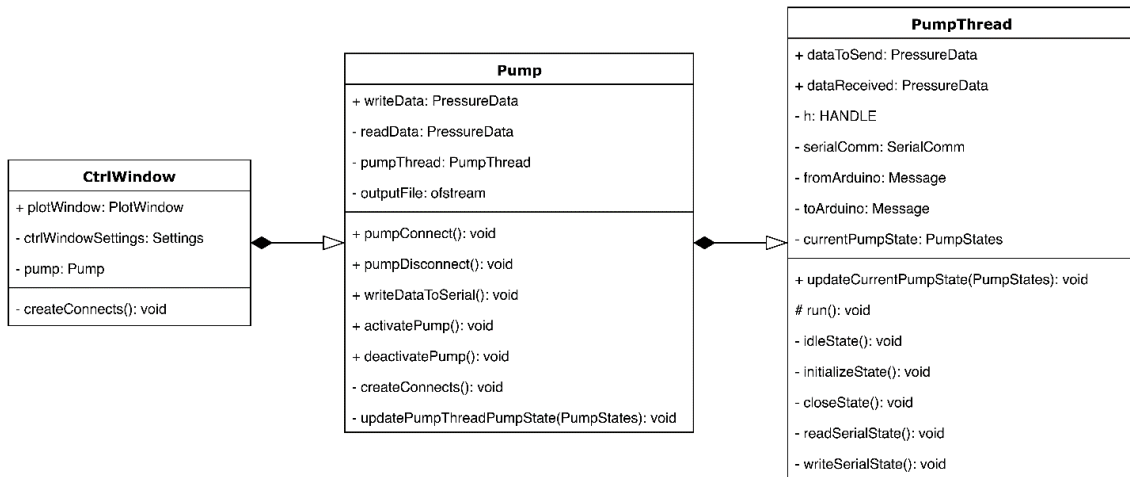 CtrlWindow
+ plotWindow: PlotWindow
- ctrlWindowSettings: Settings
- pump: Pump
- createConnects(): void
Pump
+ writeData: PressureData
- readData: PressureData
- pumpThread: PumpThread
- outputFile: ofstream
+ pumpConnect(): void
+ pumpDisconnect(): void
+ writeDataToSerial(): void
+ activatePump(): void
+ deactivatePump(): void
- createConnects(): void
- updatePumpThreadPumpState(PumpStates): void
PumpThread
+ dataToSend: PressureData
+ dataReceived: PressureData
- h: HANDLE
- serialComm: SerialComm
- fromArduino: Message
- toArduino: Message
- currentPumpState: PumpStates
+ updateCurrentPumpState(PumpStates): void
# run(): void
- idleState(): void
- initializeState(): void
- closeState(): void
- readSerialState(): void
- writeSerialState(): void